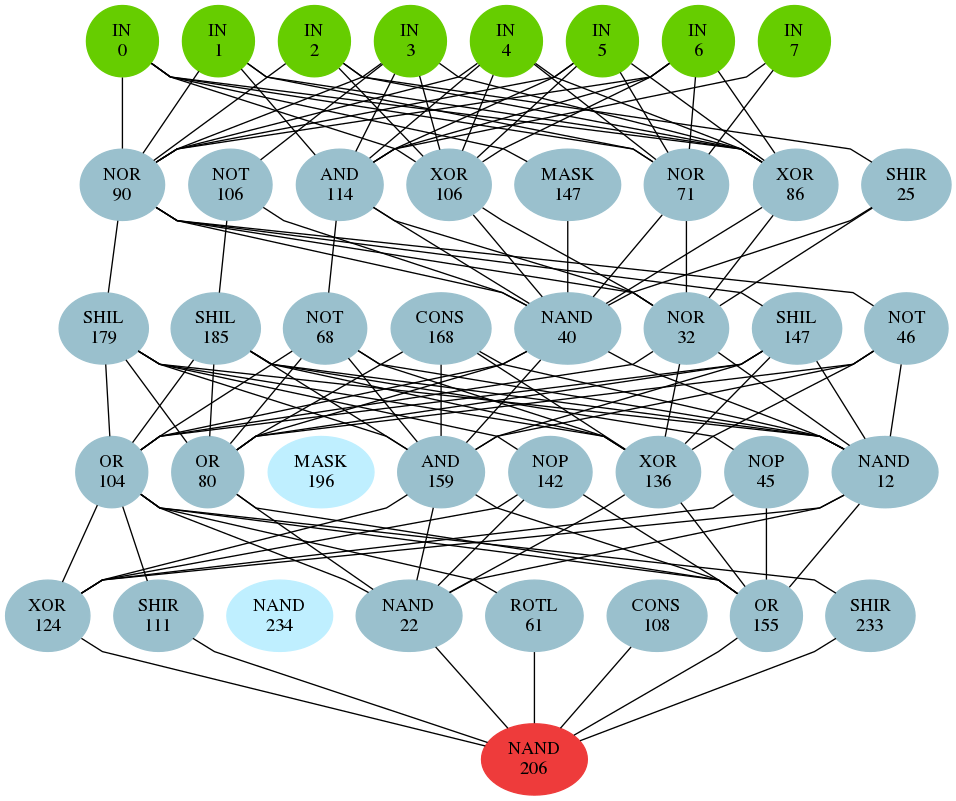 IN
0
IN
1
IN
2
IN
3
IN
4
IN
5
IN
6
IN
7
NOR
90
NOT
106
AND
114
XOR
106
MASK
147
NOR
71
XOR
86
SHIR
25
SHIL
179
SHIL
185
NOT
68
CONS
168
NAND
40
NOR
32
SHIL
147
NOT
46
OR
104
OR
80
MASK
196
AND
159
NOP
142
XOR
136
NOP
45
NAND
12
XOR
124
SHIR
111
NAND
234
NAND
22
ROTL
61
CONS
108
OR
155
SHIR
233
NAND
206